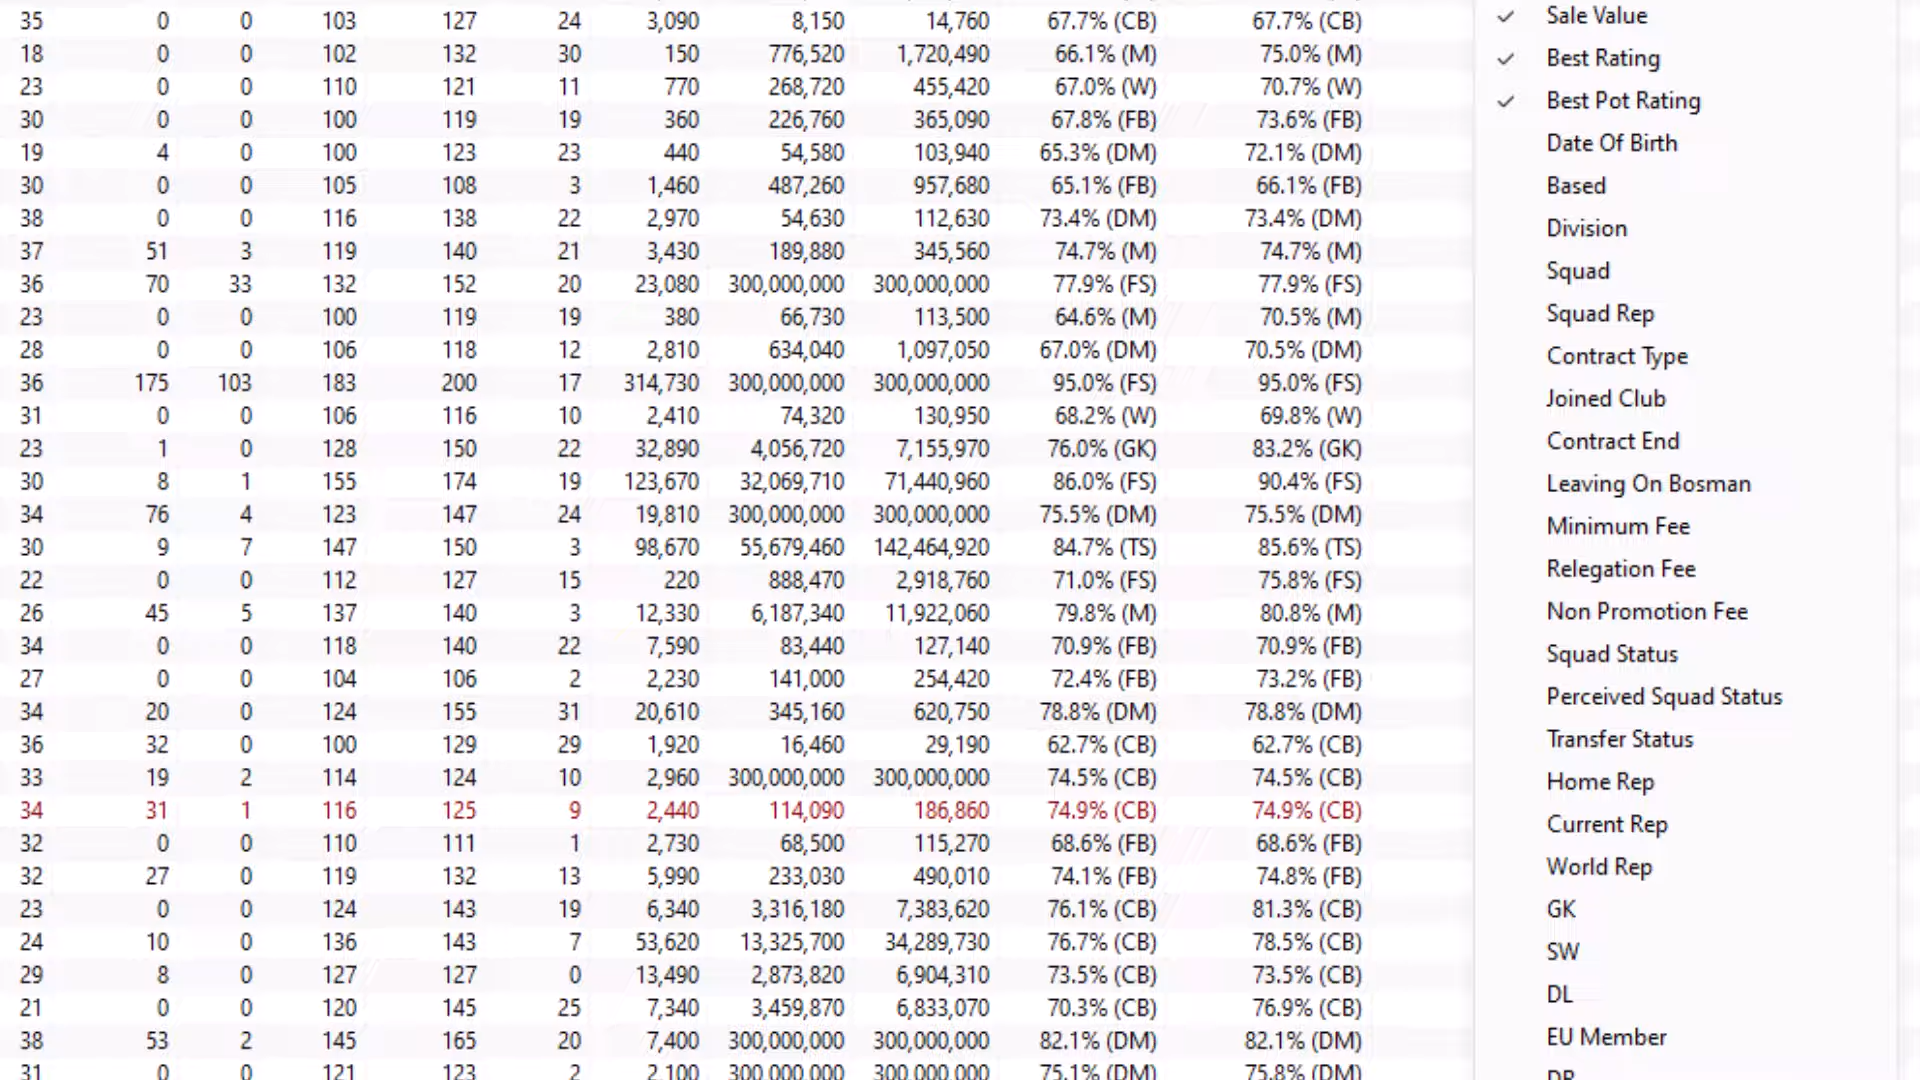 35 0 0 103 127 24 3,090 8,150 14,760 67.7% (CB) 67.7% (CB)
18 0 0 102 132 30 150 776,520 1,720,490 66.1% (M) 75.0% (M)
23 0 0 110 121 11 770 268,720 455,420 67.0% (W) 70.7% (W)
30 0 0 100 119 19 360 226,760 365,090 67.8% (FB) 73.6% (FB)
19 4 0 100 123 23 440 54,580 103,940 65.3% (DM) 72.1% (DM)
30 0 0 105 108 3 1,460 487,260 957,680 65.1% (FB) 66.1% (FB)
38 0 0 116 138 22 2,970 54,630 112,630 73.4% (DM) 73.4% (DM)
37 51 3 119 140 21 3,430 189,880 345,560 74.7% (M) 74.7% (M)
36 70 33 132 152 20 23,080 300,000,000 300,000,000 77.9% (FS) 77.9% (FS)
23 0 0 100 119 19 380 66,730 113,500 64.6% (M) 70.5% (M)
28 0 0 106 118 12 2,810 634,040 1,097,050 67.0% (DM) 70.5% (DM)
36 175 103 183 200 17 314,730 300,000,000 300,000,000 95.0% (FS) 95.0% (FS)
31 0 0 106 116 10 2,410 74,320 130,950 68.2% (W) 69.8% (W)
23 1 0 128 150 22 32,890 4,056,720 7,155,970 76.0% (GK) 83.2% (GK)
30 8 1 155 174 19 123,670 32,069,710 71,440,960 86.0% (FS) 90.4% (FS)
34 76 4 123 147 24 19,810 300,000,000 300,000,000 75.5% (DM) 75.5% (DM)
30 9 7 147 150 3 98,670 55,679,460 142,464,920 84.7% (TS) 85.6% (TS)
22 0 0 112 127 15 220 888,470 2,918,760 71.0% (FS) 75.8% (FS)
26 45 5 137 140 3 12,330 6,187,340 11,922,060 79.8% (M) 80.8% (M)
34 0 0 118 140 22 7,590 83,440 127,140 70.9% (FB) 70.9% (FB)
27 0 0 104 106 2 2,230 141,000 254,420 72.4% (FB) 73.2% (FB)
34 20 0 124 155 31 20,610 345,160 620,750 78.8% (DM) 78.8% (DM)
36 32 0 100 129 29 1,920 16,460 29,190 62.7% (CB) 62.7% (CB)
33 19 2 114 124 10 2,960 300,000,000 300,000,000 74.5% (CB) 74.5% (CB)
34 31 1 116 125 9 2,440 114,090 186,860 74.9% (CB) 74.9% (CB)
32 0 0 110 111 1 2,730 68,500 115,270 68.6% (FB) 68.6% (FB)
32 27 0 119 132 13 5,990 233,030 490,010 74.1% (FB) 74.8% (FB)
23 0 0 124 143 19 6,340 3,316,180 7,383,620 76.1% (CB) 81.3% (CB)
24 10 0 136 143 7 53,620 13,325,700 34,289,730 76.7% (CB) 78.5% (CB)
29 8 0 127 127 0 13,490 2,873,820 6,904,310 73.5% (CB) 73.5% (CB)
21 0 0 120 145 25 7,340 3,459,870 6,833,070 70.3% (CB) 76.9% (CB)
38 53 2 145 165 20 7,400 300,000,000 300,000,000 82.1% (DM) 82.1% (DM)
31 0 0 121 123 2 2,100 300,000,000 300,000,000 75.1% (DM) 75.8% (DM)
Sale Value
Best Rating
Best Pot Rating
Date Of Birth
Based
Division
Squad
Squad Rep
Contract Type
Joined Club
Contract End
Leaving On Bosman
Minimum Fee
Relegation Fee
Non Promotion Fee
Squad Status
Perceived Squad Status
Transfer Status
Home Rep
Current Rep
World Rep
GK
SW
DL
EU Member
DR